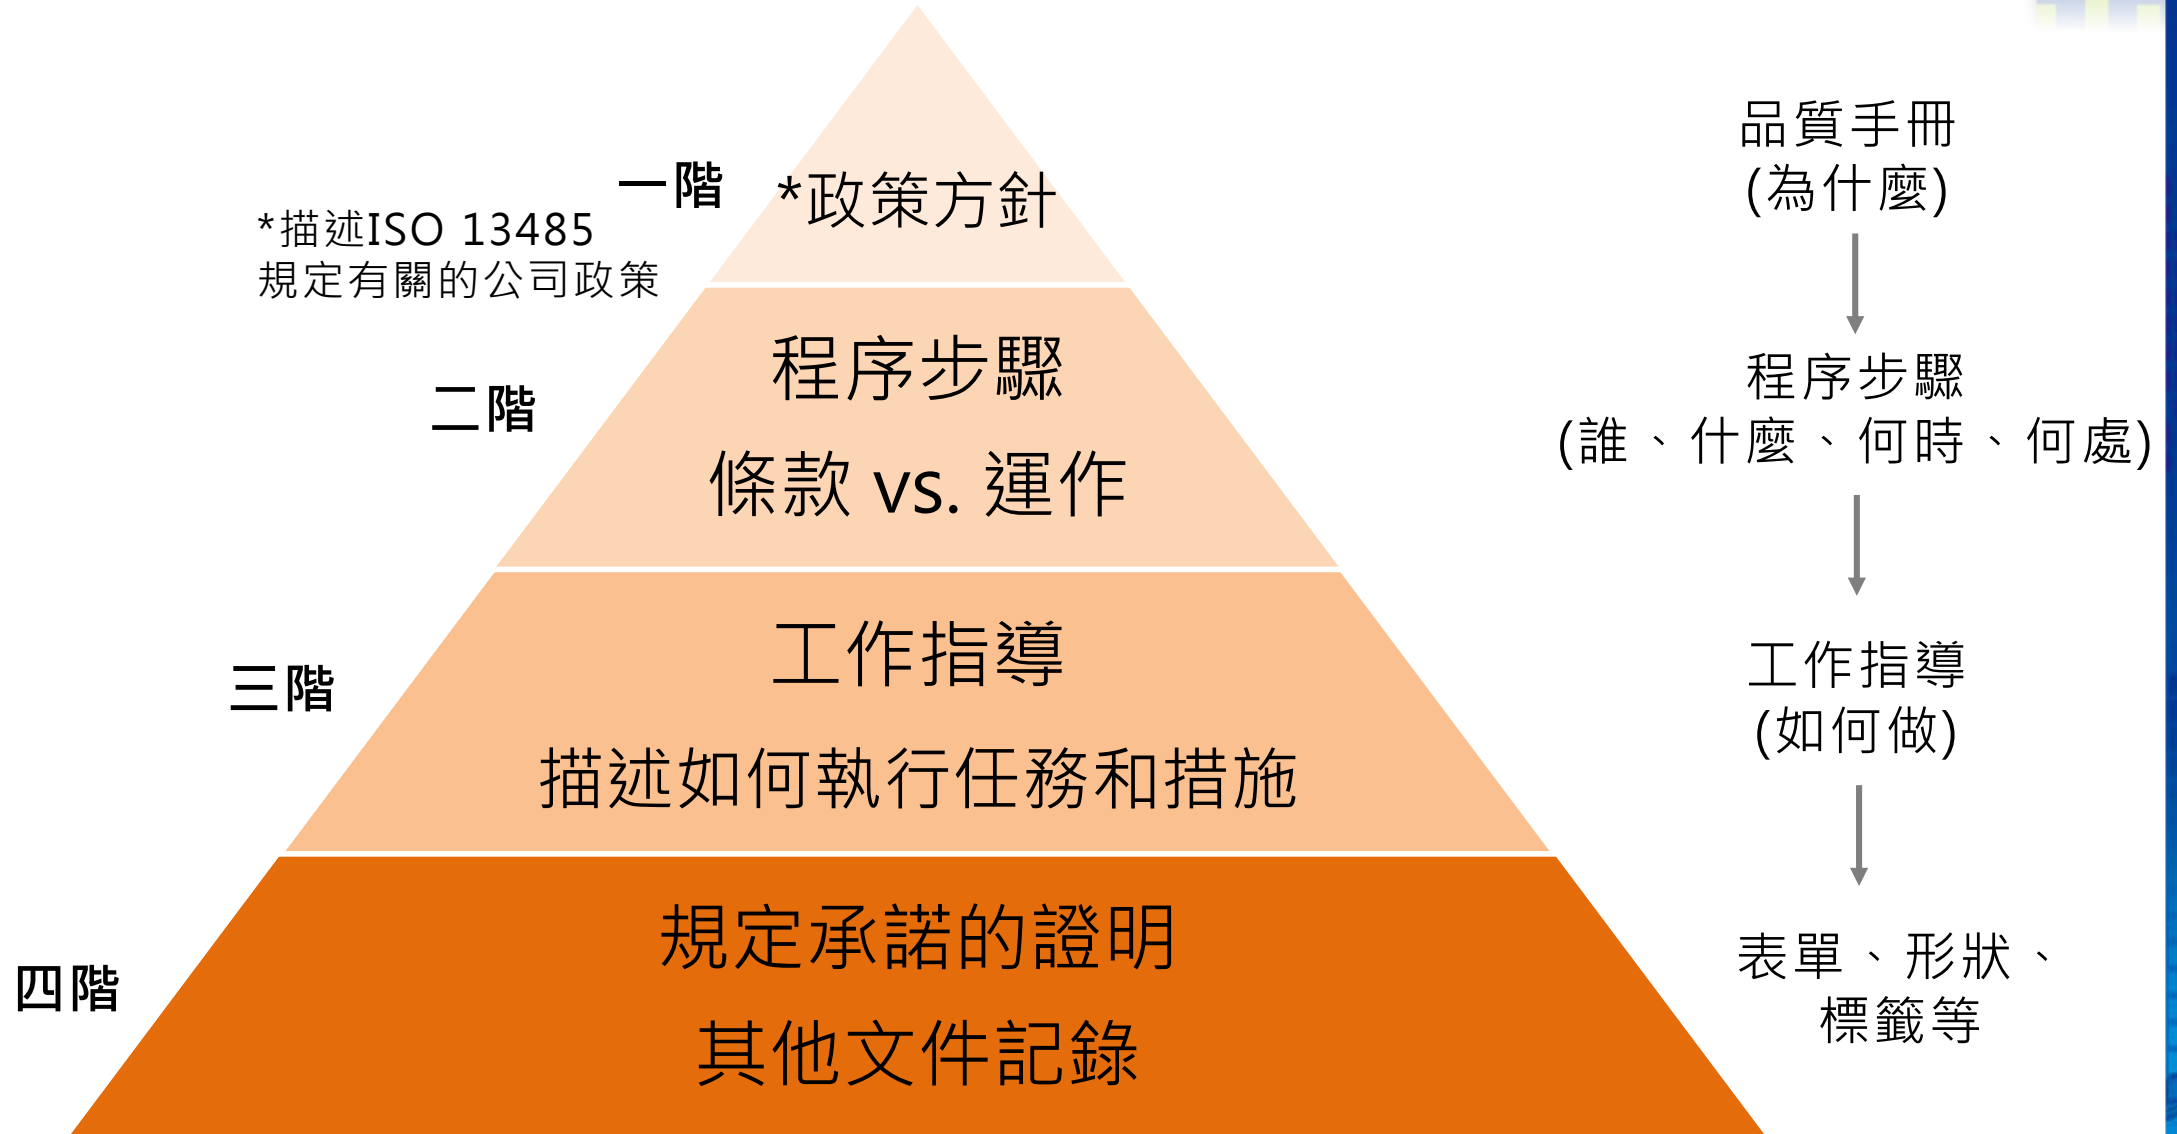 一階
*政策方針
*描述ISO 13485
規定有關的公司政策
二階
程序步驟
條款 vs. 運作
三階
工作指導
描述如何執行任務和措施
四階
規定承諾的證明
其他文件記錄
品質手冊
(為什麼)
程序步驟
(誰、什麼、何時、何處)
工作指導
(如何做)
表單、形狀、
標籤等